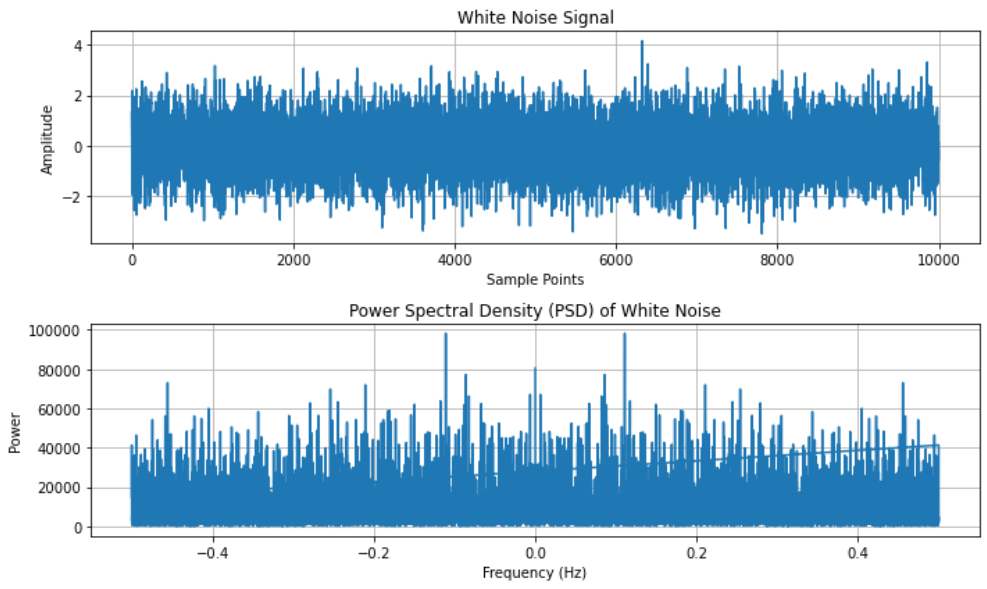 White Noise Signal
4
2
0
−2
Amplitude
0 2000 4000 6000 8000 10000
Sample Points
Power Spectral Density (PSD) of White Noise
100000
80000
60000
40000
20000
0
Power
−0.4 −0.2 0.0 0.2 0.4
Frequency (Hz)